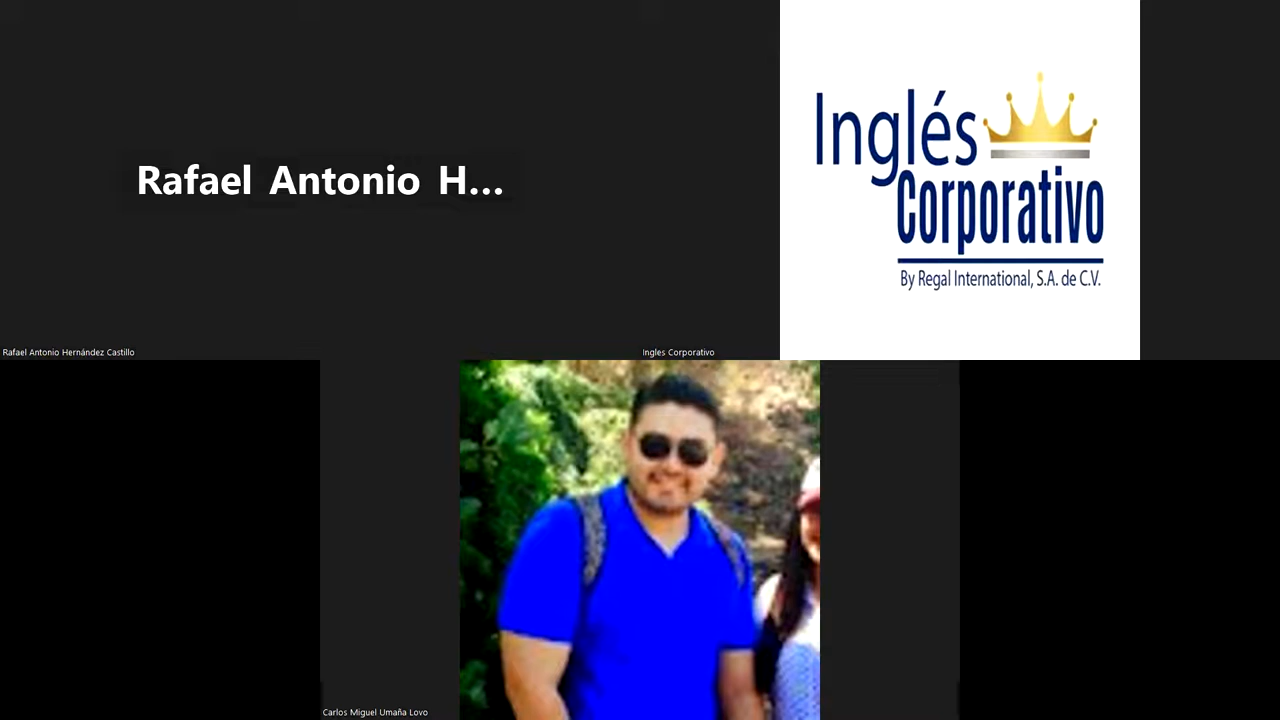 Rafael Antonio H...
Inglés
Corporativo
By Regal International, S.A. de C.V.
Rafael Antonio Hernández Castillo
Ingles Corporativo
Carlos Miguel Umaña Lovo